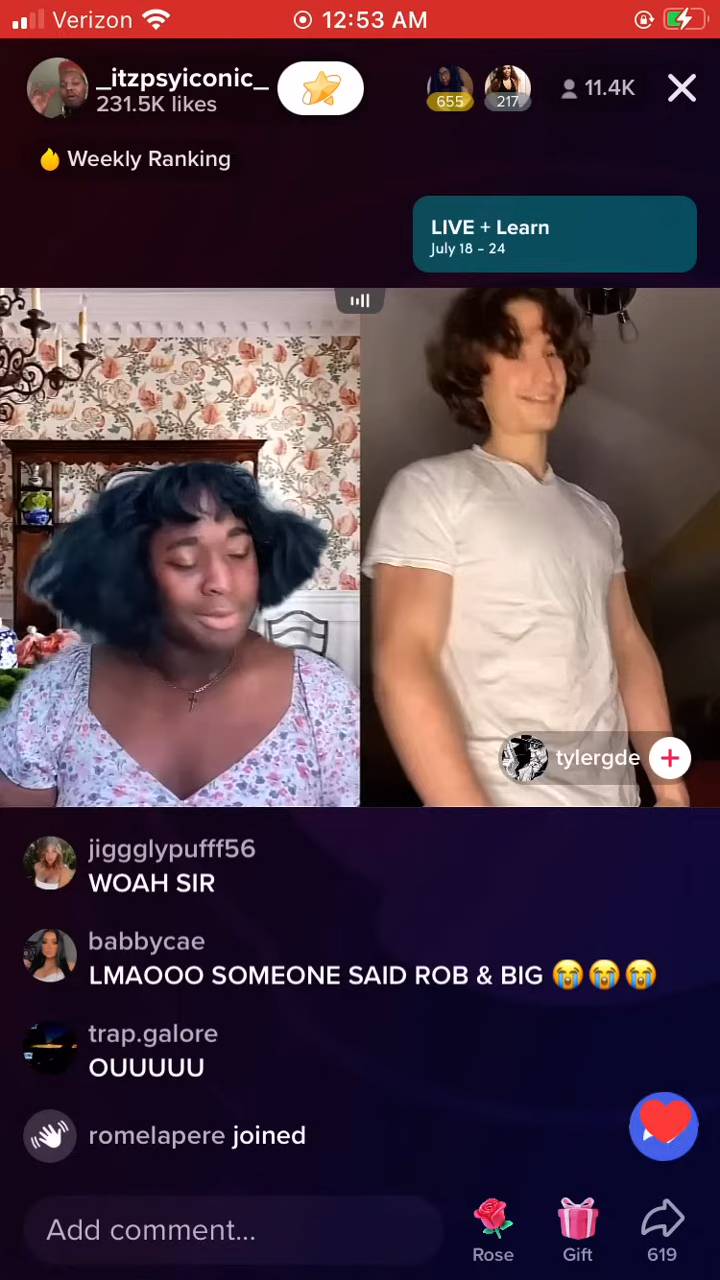 Verizon 12:53 AM
_itzpsyiconic_
231.5K likes
655
217
11.4K
Weekly Ranking
LIVE + Learn
July 18 - 24
tylergde
jiggglypufff56
WOAH SIR
babbycae
LMAOOO SOMEONE SAID ROB & BIG 😭😭😭
trap.galore
OUUUUU
romelapere joined
Add comment...
Rose
Gift
619